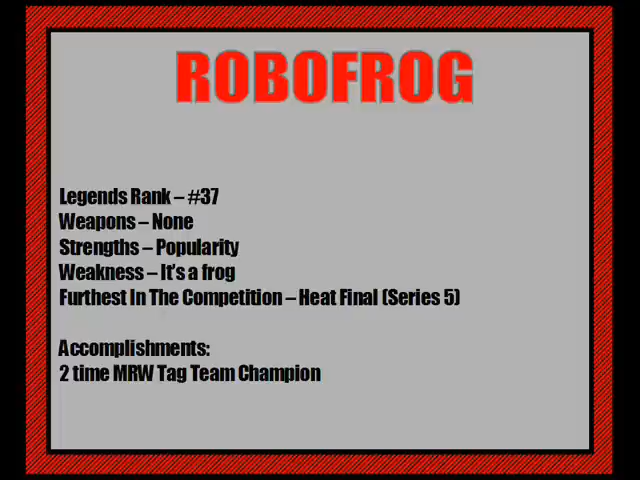 ROBOFROG
Legends Rank – #37
Weapons – None
Strengths – Popularity
Weakness – It's a frog
Furthest In The Competition – Heat Final (Series 5)
Accomplishments:
2 time MRW Tag Team Champion